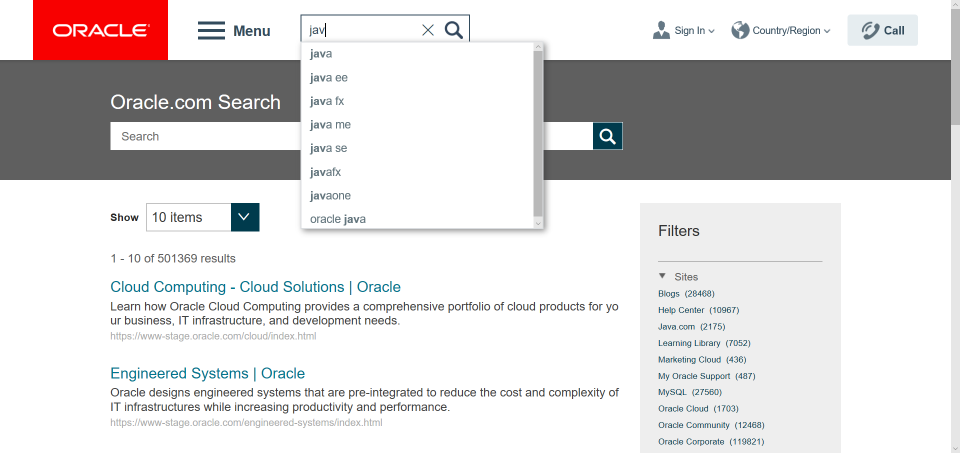 ORACLE
Menu
jav
Sign In
Country/Region
Call
java
java ee
java fx
java me
java se
javafx
javaone
oracle java
Oracle.com Search
Search
Show
10 items
1 - 10 of 501369 results
Cloud Computing - Cloud Solutions | Oracle
Learn how Oracle Cloud Computing provides a comprehensive portfolio of cloud products for yo
ur business, IT infrastructure, and development needs.
https://www-stage.oracle.com/cloud/index.html
Engineered Systems | Oracle
Oracle designs engineered systems that are pre-integrated to reduce the cost and complexity of
IT infrastructures while increasing productivity and performance.
https://www-stage.oracle.com/engineered-systems/index.html
Filters
Sites
Blogs (28468)
Help Center (10967)
Java.com (2175)
Learning Library (7052)
Marketing Cloud (436)
My Oracle Support (487)
MySQL (27560)
Oracle Cloud (1703)
Oracle Community (12468)
Oracle Corporate (119821)